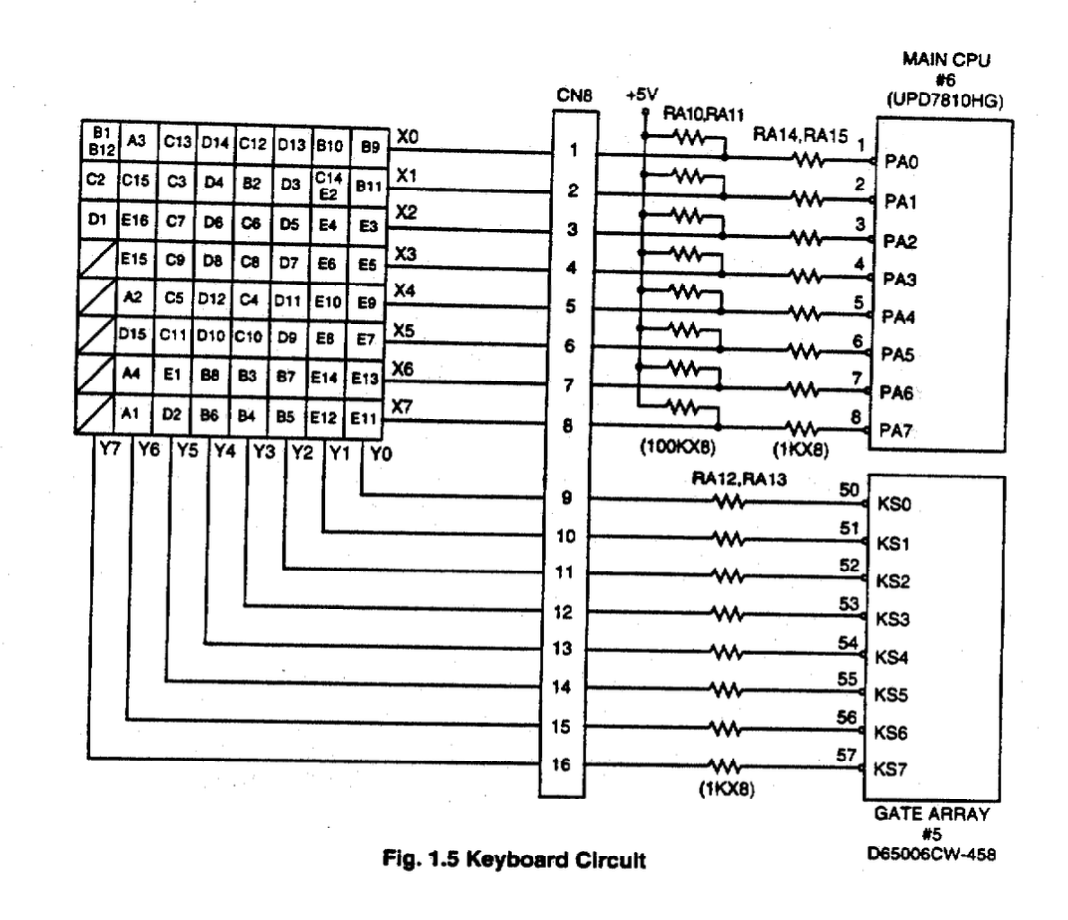 MAIN CPU
#6
(UPD7810HG)
CN8
+5V
RA10,RA11
RA14,RA15
B1 B12 A3 C13 D14 C12 D13 B10 B9 X0
C2 C15 C3 D4 B2 D3 C14 E2 B11 X1
D1 E16 C7 D6 C6 D5 E4 E3 X2
E15 C9 D8 C8 D7 E6 E5 X3
A2 C5 D12 C4 D11 E10 E9 X4
D15 C11 D10 C10 D9 E8 E7 X5
A4 E1 B8 B3 B7 E14 E13 X6
A1 D2 B6 B4 B5 E12 E11 X7
Y7 Y6 Y5 Y4 Y3 Y2 Y1 Y0
1 1 PA0
2 2 PA1
3 3 PA2
4 4 PA3
5 5 PA4
6 6 PA5
7 7 PA6
8 8 PA7
(100KX8) (1KX8)
RA12,RA13
9 50 KS0
10 51 KS1
11 52 KS2
12 53 KS3
13 54 KS4
14 55 KS5
15 56 KS6
16 57 KS7
(1KX8)
GATE ARRAY
#5
D65006CW-458
Fig. 1.5 Keyboard Circuit